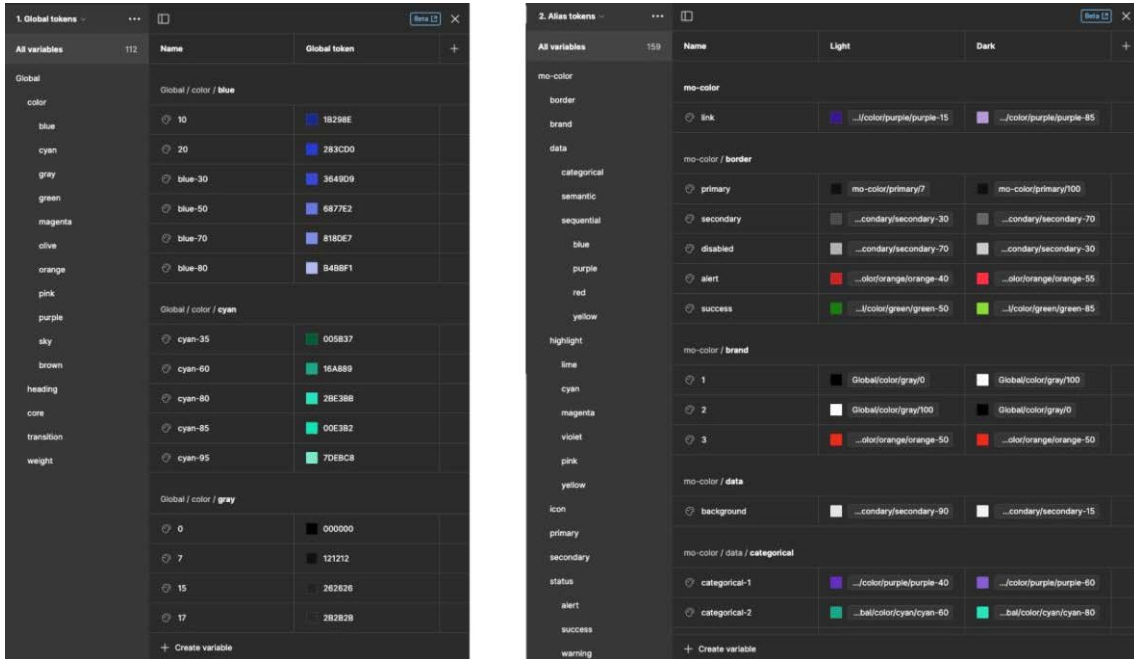 1. Global tokens
Beta
All variables 112
Name Global token
Global
color
blue
cyan
gray
green
magenta
olive
orange
pink
purple
sky
brown
heading
core
transition
weight
Global / color / blue
10 1B298E
20 283CD0
blue-30 3649D9
blue-50 6877E2
blue-70 818DE7
blue-80 B4BBF1
Global / color / cyan
cyan-35 005B37
cyan-60 16A889
cyan-80 2BE3BB
cyan-85 00E3B2
cyan-95 7DEBC8
Global / color / gray
0 000000
7 121212
15 262626
17 2B2B2B
+ Create variable
2. Alias tokens
Beta
All variables 159
Name Light Dark
mo-color
border
brand
data
categorical
semantic
sequential
blue
purple
red
yellow
highlight
lime
cyan
magenta
violet
pink
yellow
icon
primary
secondary
status
alert
success
warning
mo-color
link ...l/color/purple/purple-15 .../color/purple/purple-85
mo-color / border
primary mo-color/primary/7 mo-color/primary/100
secondary ...condary/secondary-30 ...condary/secondary-70
disabled ...condary/secondary-70 ...condary/secondary-30
alert ...olor/orange/orange-40 ...olor/orange/orange-55
success ...l/color/green/green-50 ...l/color/green/green-85
mo-color / brand
1 Global/color/gray/0 Global/color/gray/100
2 Global/color/gray/100 Global/color/gray/0
3 ...olor/orange/orange-50 ...olor/orange/orange-50
mo-color / data
background ...condary/secondary-90 ...condary/secondary-15
mo-color / data / categorical
categorical-1 .../color/purple/purple-40 .../color/purple/purple-60
categorical-2 ...bal/color/cyan/cyan-60 ...bal/color/cyan/cyan-80
+ Create variable